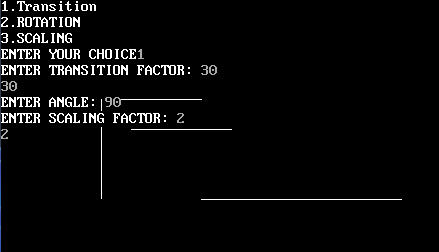 1.Transition
2.ROTATION
3.SCALING
ENTER YOUR CHOICE1
ENTER TRANSITION FACTOR: 30
30
ENTER ANGLE: 90
ENTER SCALING FACTOR: 2
2